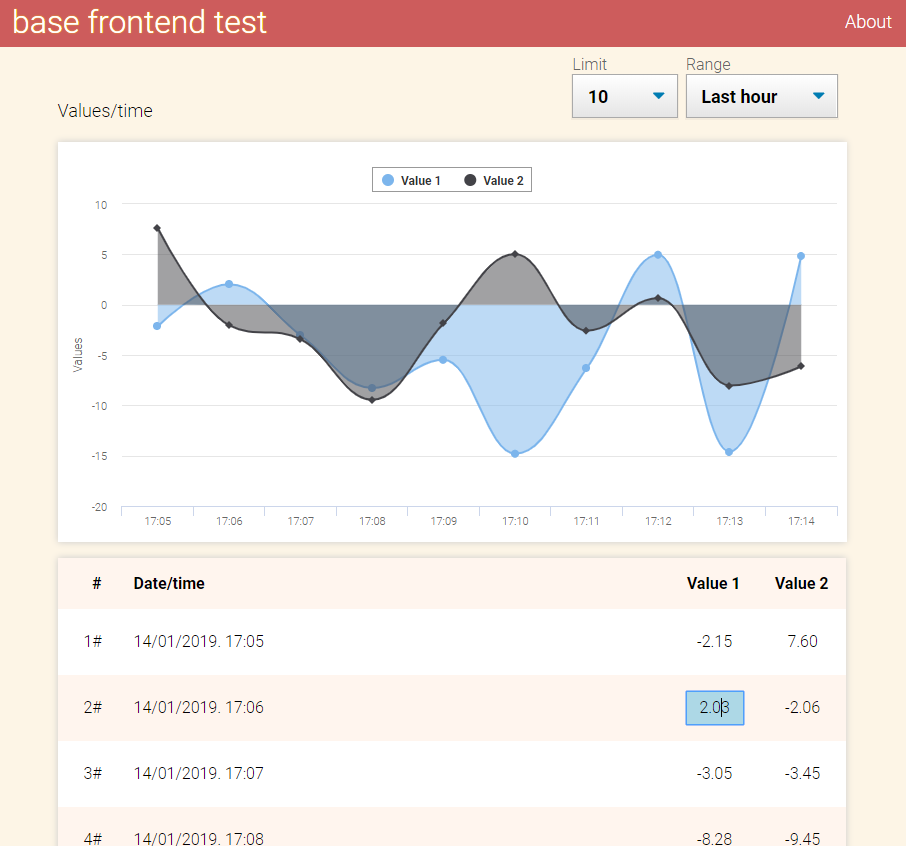 base frontend test About
Limit Range
10 Last hour
Values/time
Value 1 Value 2
10
5
0
-5
-10
-15
-20
Values
17:05 17:06 17:07 17:08 17:09 17:10 17:11 17:12 17:13 17:14
# Date/time Value 1 Value 2
1# 14/01/2019. 17:05 -2.15 7.60
2# 14/01/2019. 17:06 2.03 -2.06
3# 14/01/2019. 17:07 -3.05 -3.45
4# 14/01/2019. 17:08 -8.28 -9.45